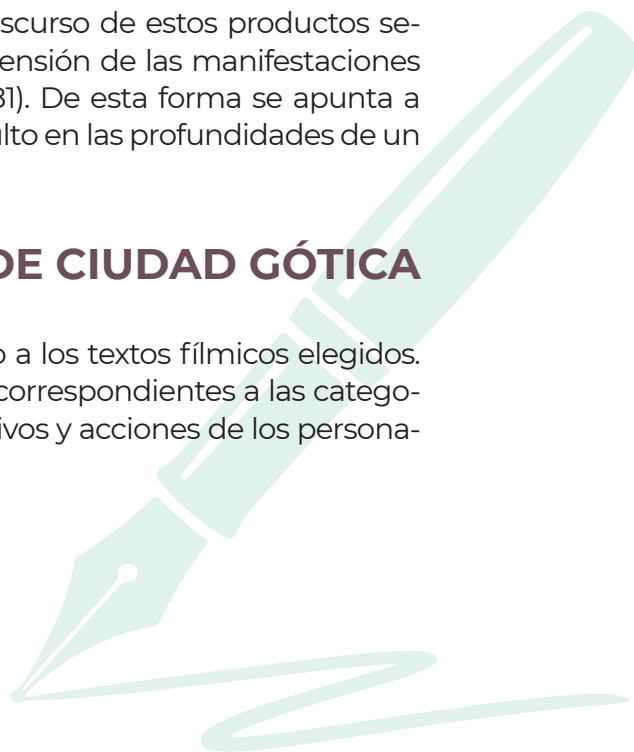 scurso de estos productos se-
ensión de las manifestaciones
31). De esta forma se apunta a
ulto en las profundidades de un
DE CIUDAD GÓTICA
o a los textos fílmicos elegidos.
correspondientes a las catego-
ivos y acciones de los persona-